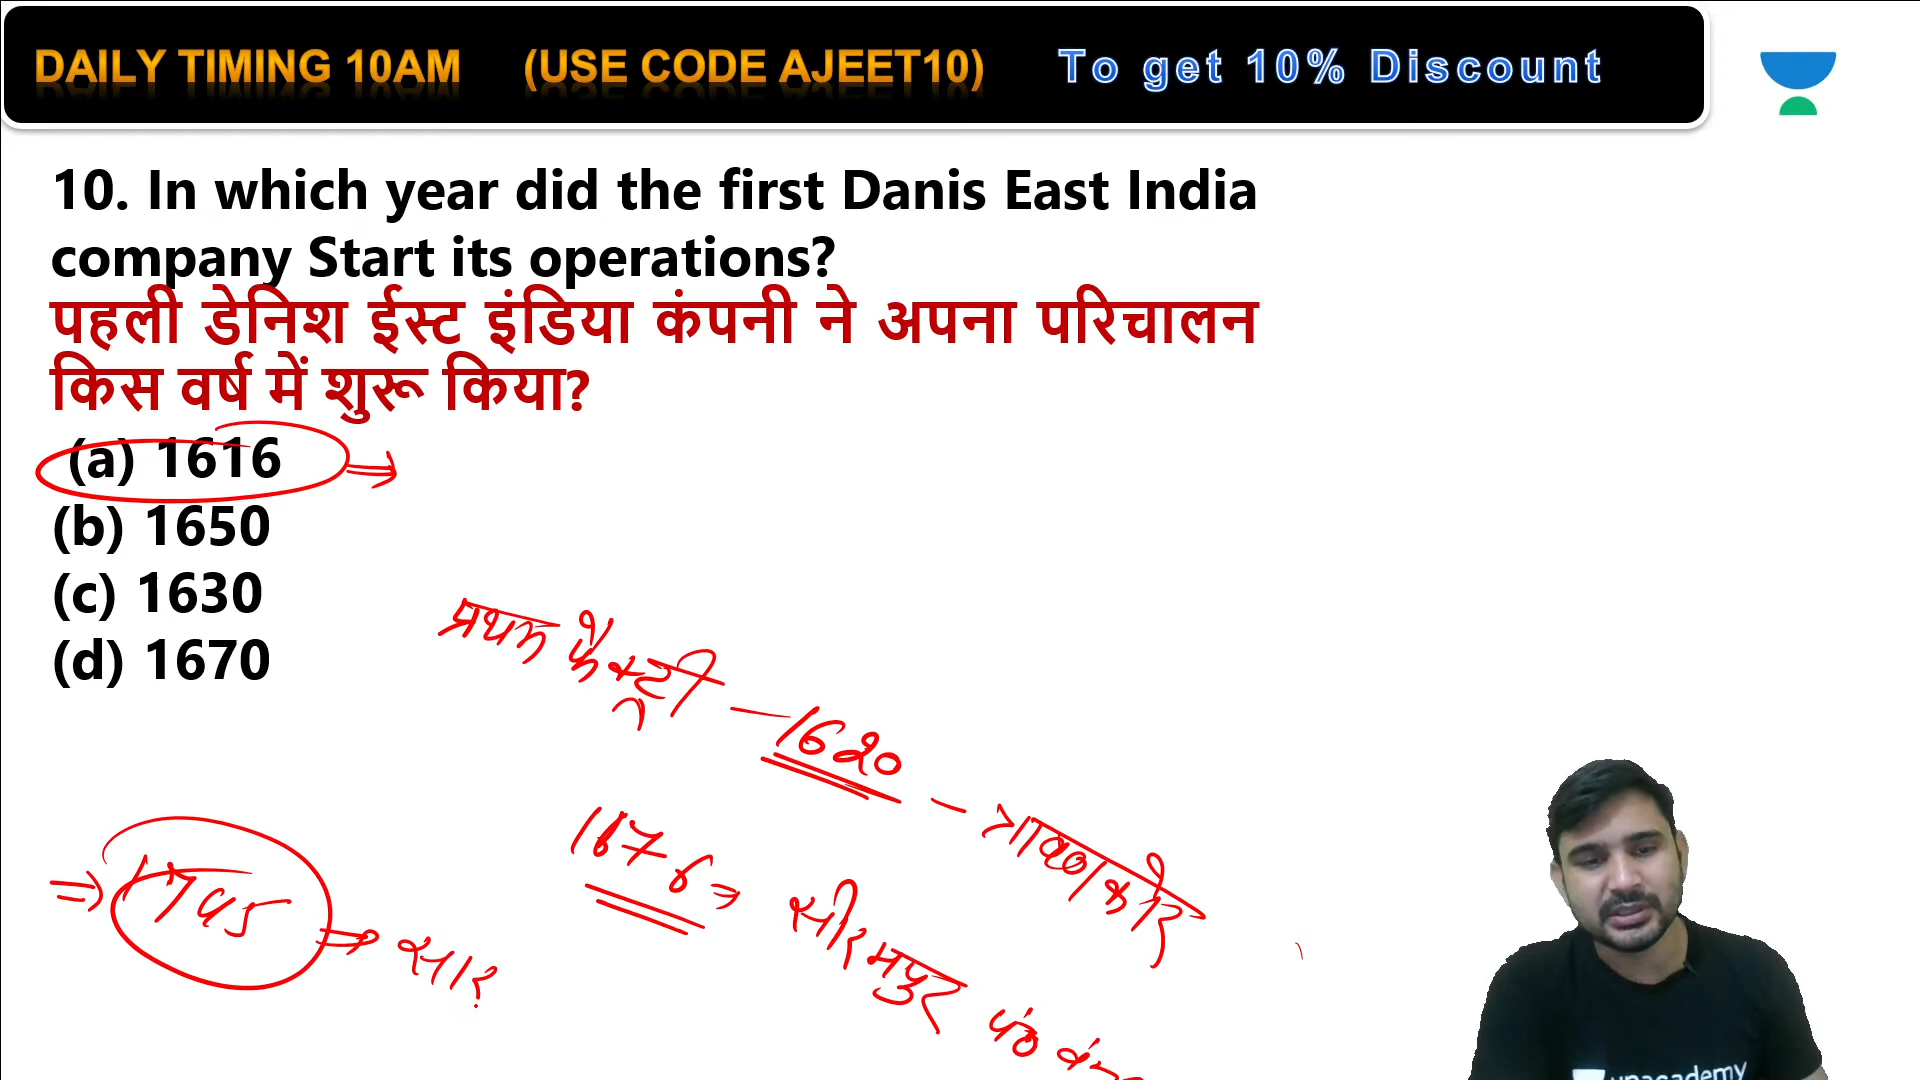 DAILY TIMING 10AM (USE CODE AJEET10) To get 10% Discount
10. In which year did the first Danis East India
company Start its operations?
पहली डेनिश ईस्ट इंडिया कंपनी ने अपना परिचालन
किस वर्ष में शुरू किया?
(a) 1616
(b) 1650
(c) 1630
(d) 1670
प्रथम फैक्ट्री – 1620 –
1676 ⇒
unacademy